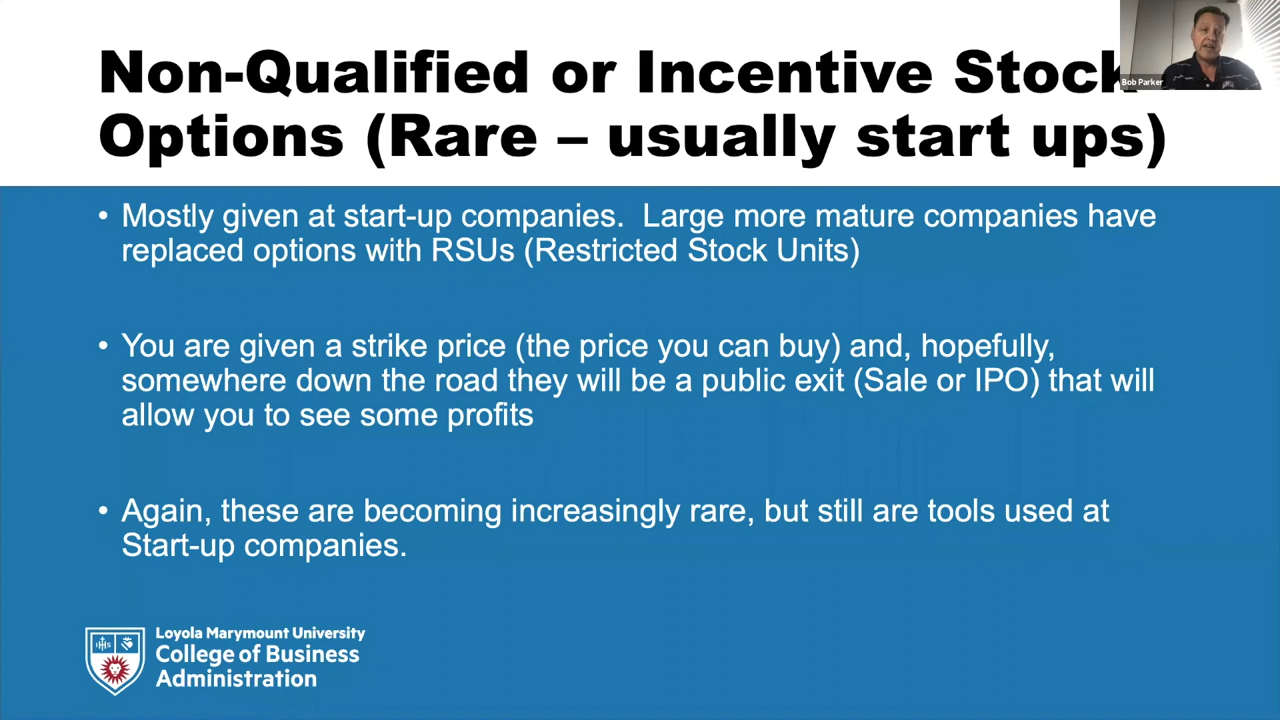 Non-Qualified or Incentive Stock
Options (Rare – usually start ups)
Bob Parker
• Mostly given at start-up companies.  Large more mature companies have
replaced options with RSUs (Restricted Stock Units)
• You are given a strike price (the price you can buy) and, hopefully,
somewhere down the road they will be a public exit (Sale or IPO) that will
allow you to see some profits
• Again, these are becoming increasingly rare, but still are tools used at
Start-up companies.
IHS
Loyola Marymount University
College of Business
Administration